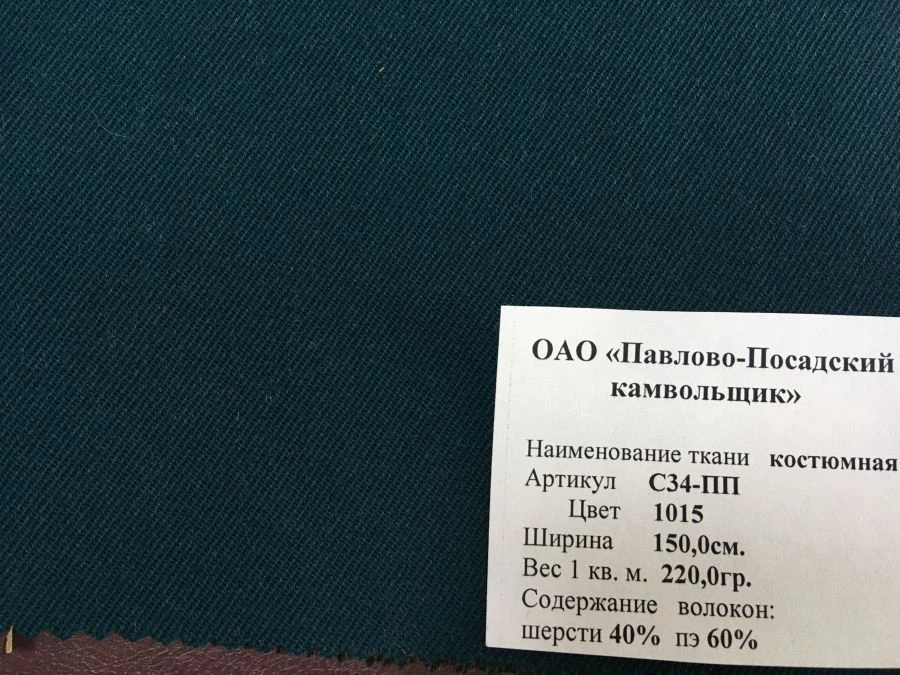 ОАО «Павлово-Посадский
камвольщик»
Наименование ткани костюмная
Артикул С34-ПП
Цвет 1015
Ширина 150,0см.
Вес 1 кв. м. 220,0гр.
Содержание волокон:
шерсти 40% пэ 60%